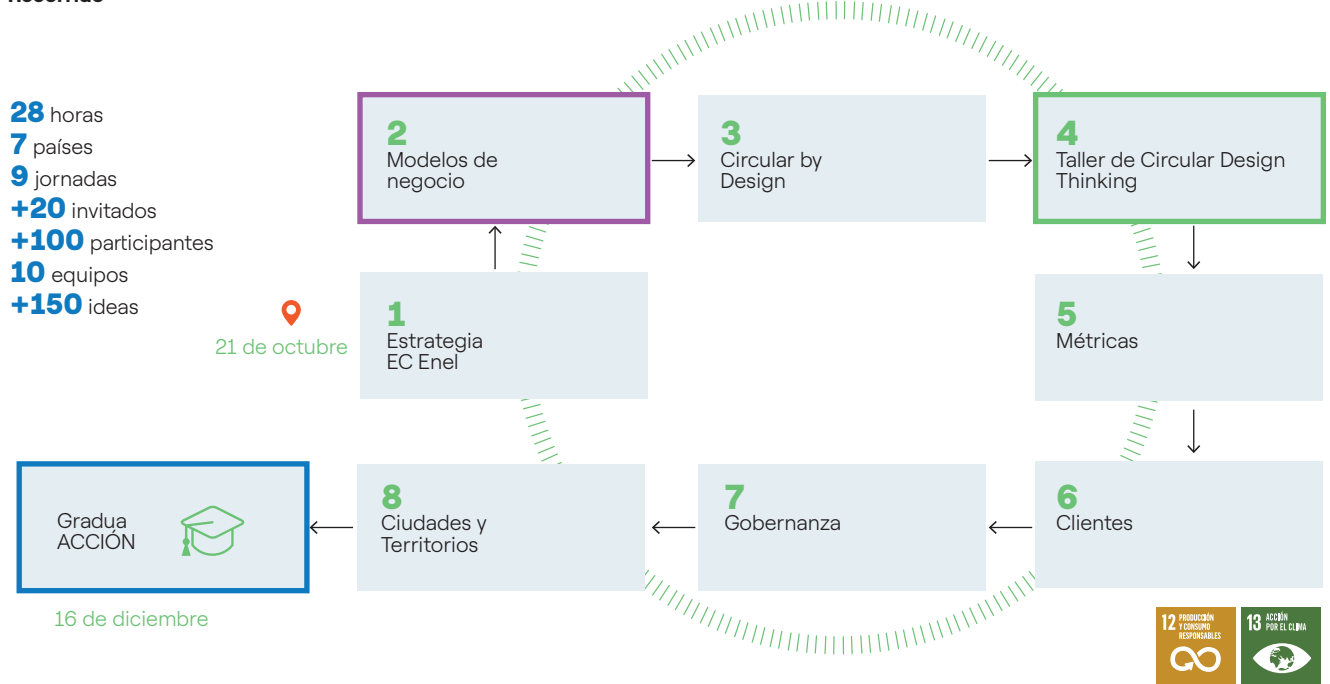 Recorrido
28 horas
7 países
9 jornadas
+20 invitados
+100 participantes
10 equipos
+150 ideas
21 de octubre
1
Estrategia
EC Enel
2
Modelos de
negocio
3
Circular by
Design
4
Taller de Circular Design
Thinking
5
Métricas
6
Clientes
7
Gobernanza
8
Ciudades y
Territorios
Gradua
ACCIÓN
16 de diciembre
12 PRODUCCIÓN
Y CONSUMO
RESPONSABLES
13 ACCIÓN
POR EL CLIMA